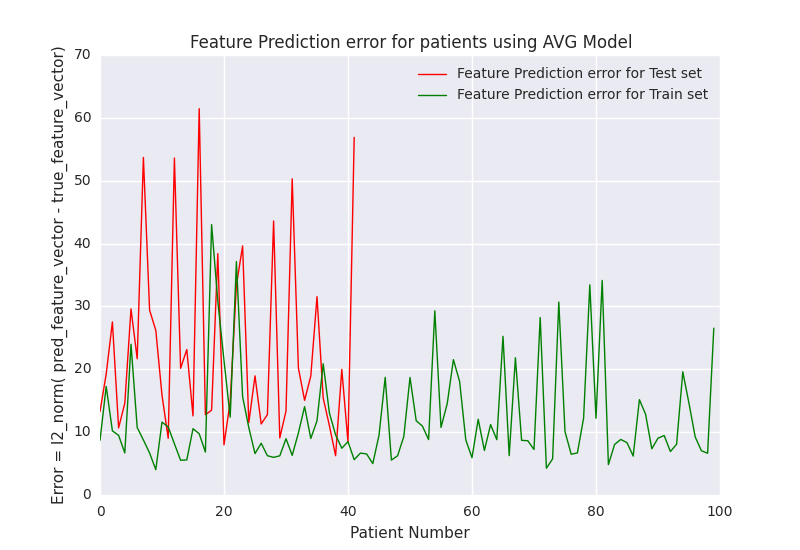 Feature Prediction error for patients using AVG Model
Feature Prediction error for Test set
Feature Prediction error for Train set
Error = l2_norm( pred_feature_vector - true_feature_vector)
70
60
50
40
30
20
10
0
0 20 40 60 80 100
Patient Number